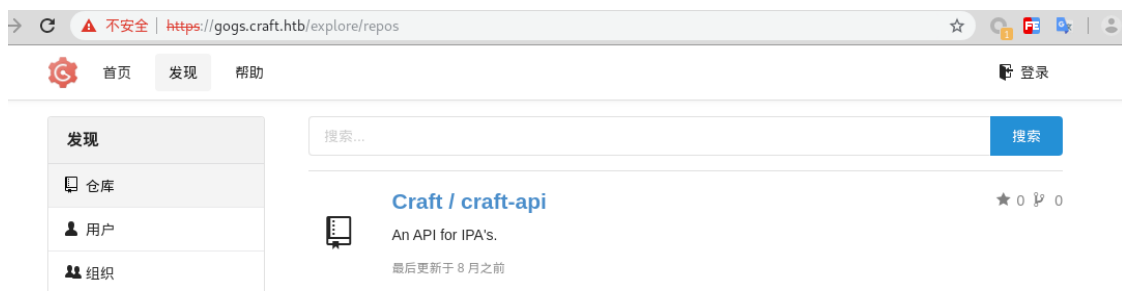 不安全 | https://gogs.craft.htb/explore/repos
1 FE
首页 发现 帮助 登录
发现
仓库
用户
组织
搜索... 搜索
Craft / craft-api 0 0
An API for IPA's.
最后更新于 8 月之前